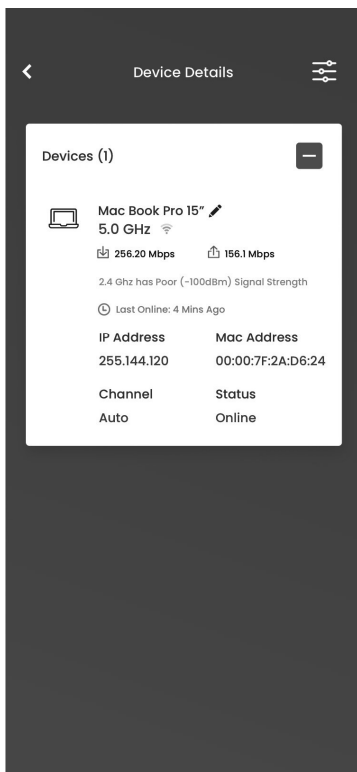 Device Details
Devices (1)
Mac Book Pro 15”
5.0 GHz
256.20 Mbps 156.1 Mbps
2.4 Ghz has Poor (-100dBm) Signal Strength
Last Online: 4 Mins Ago
IP Address Mac Address
255.144.120 00:00:7F:2A:D6:24
Channel Status
Auto Online